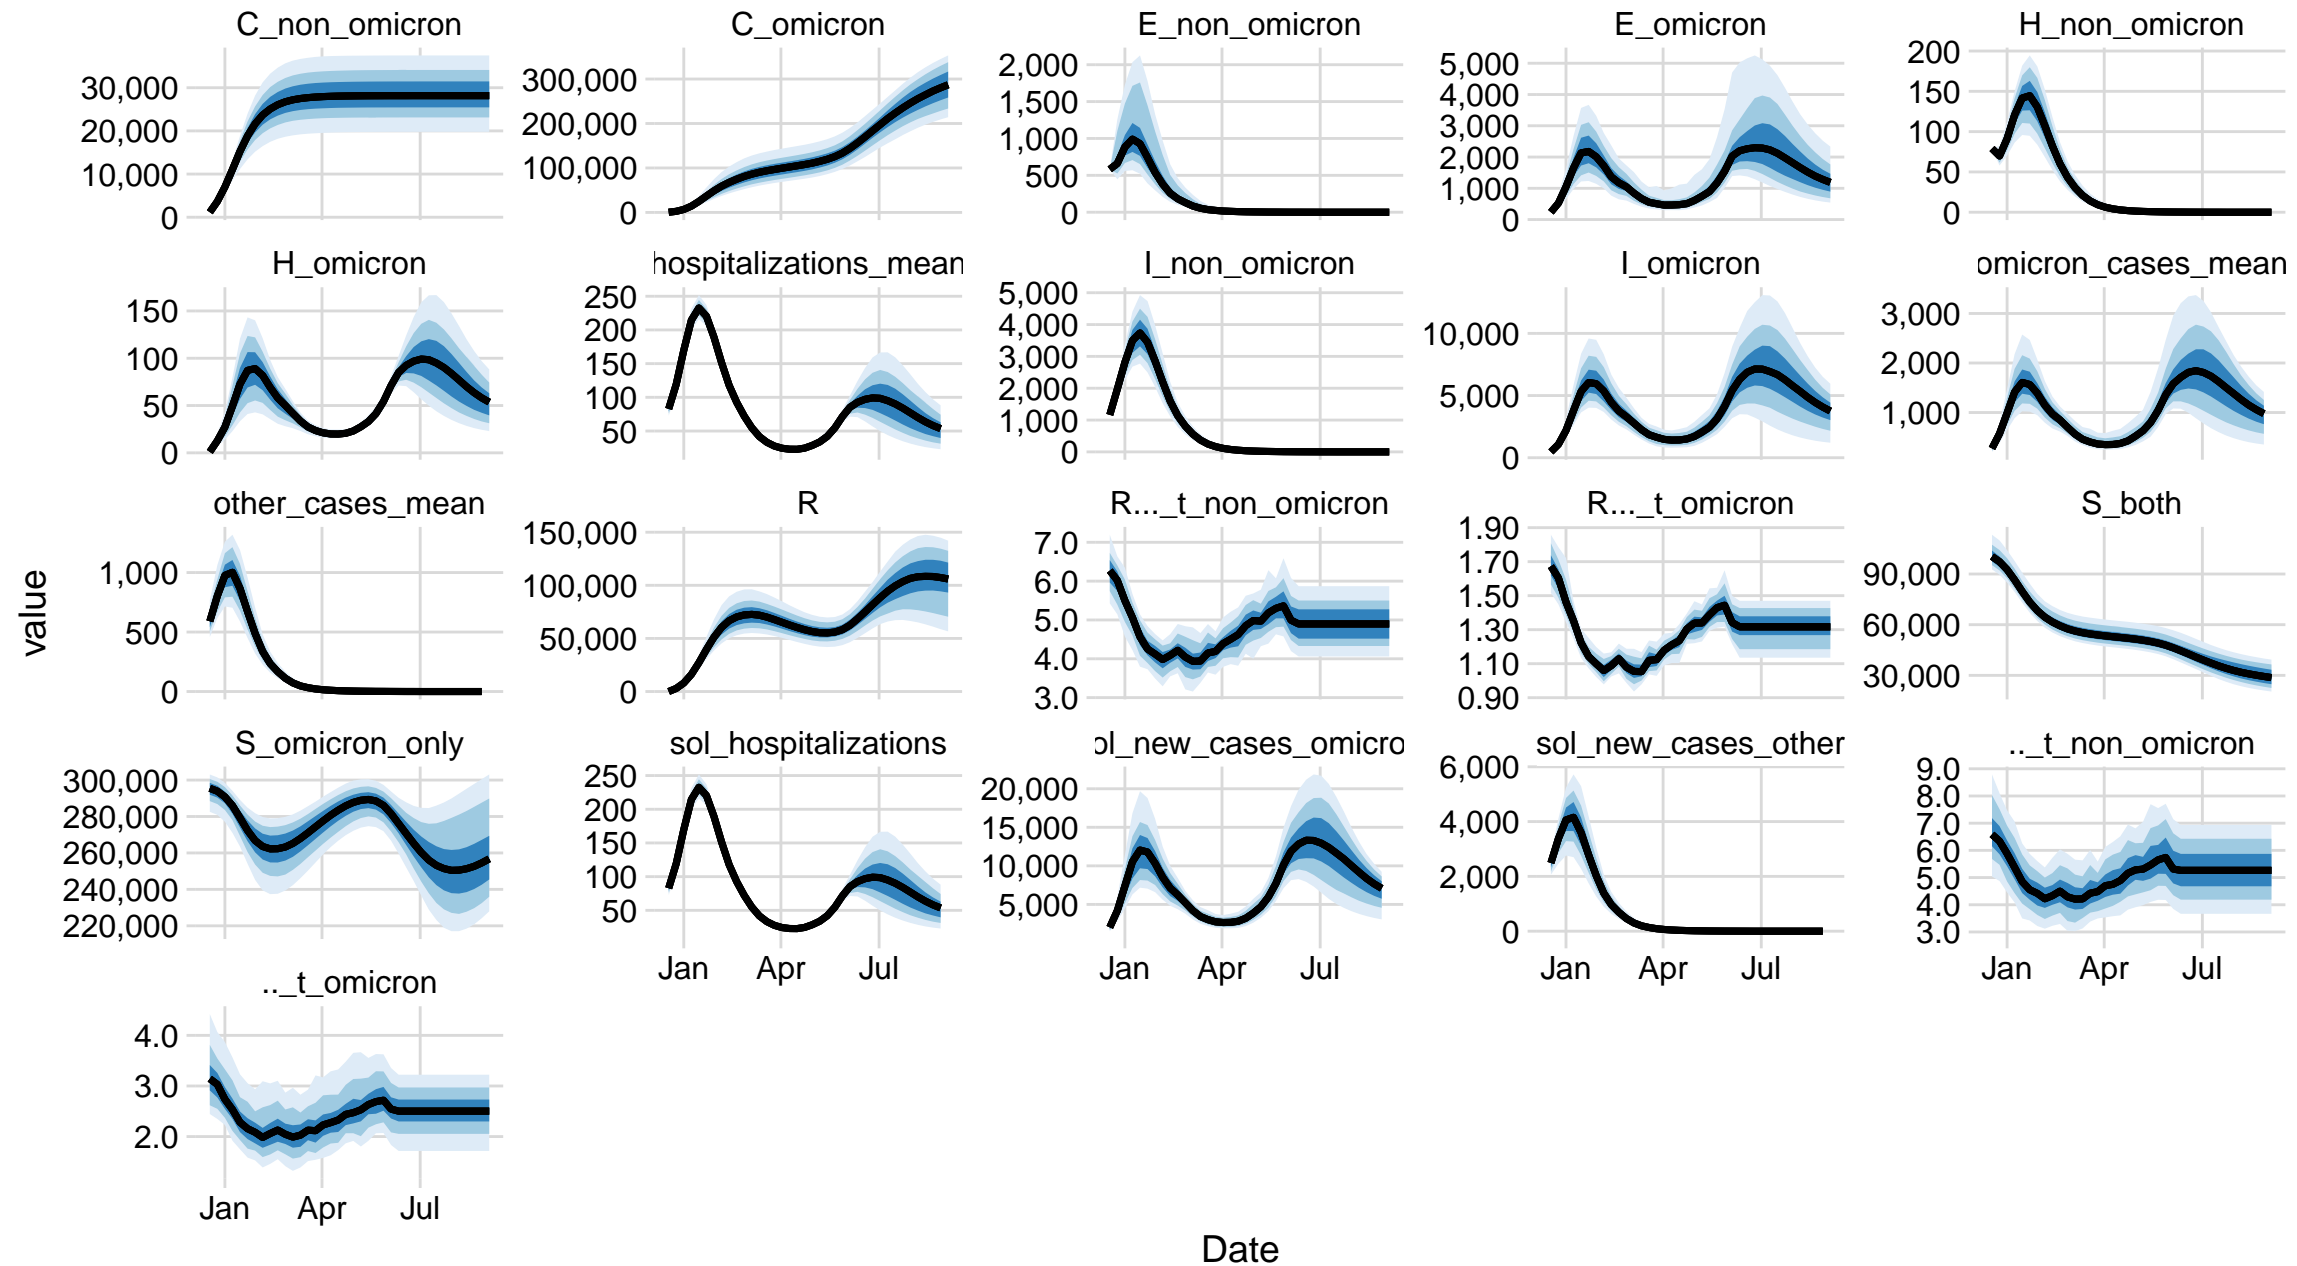 C_non_omicron C_omicron E_non_omicron E_omicron H_non_omicron
30,000 20,000 10,000 0
300,000 200,000 100,000 0
2,000 1,500 1,000 500 0
5,000 4,000 3,000 2,000 1,000 0
200 150 100 50 0
H_omicron hospitalizations_mean I_non_omicron I_omicron omicron_cases_mean
150 100 50 0
250 200 150 100 50
5,000 4,000 3,000 2,000 1,000 0
10,000 5,000 0
3,000 2,000 1,000
other_cases_mean R R..._t_non_omicron R..._t_omicron S_both
1,000 500 0
150,000 100,000 50,000 0
7.0 6.0 5.0 4.0 3.0
1.90 1.70 1.50 1.30 1.10 0.90
90,000 60,000 30,000
S_omicron_only sol_hospitalizations ol_new_cases_omicro sol_new_cases_other .._t_non_omicron
300,000 280,000 260,000 240,000 220,000
250 200 150 100 50
20,000 15,000 10,000 5,000
6,000 4,000 2,000 0
9.0 8.0 7.0 6.0 5.0 4.0 3.0
Jan Apr Jul Jan Apr Jul Jan Apr Jul Jan Apr Jul
.._t_omicron
4.0 3.0 2.0
Jan Apr Jul
value
Date